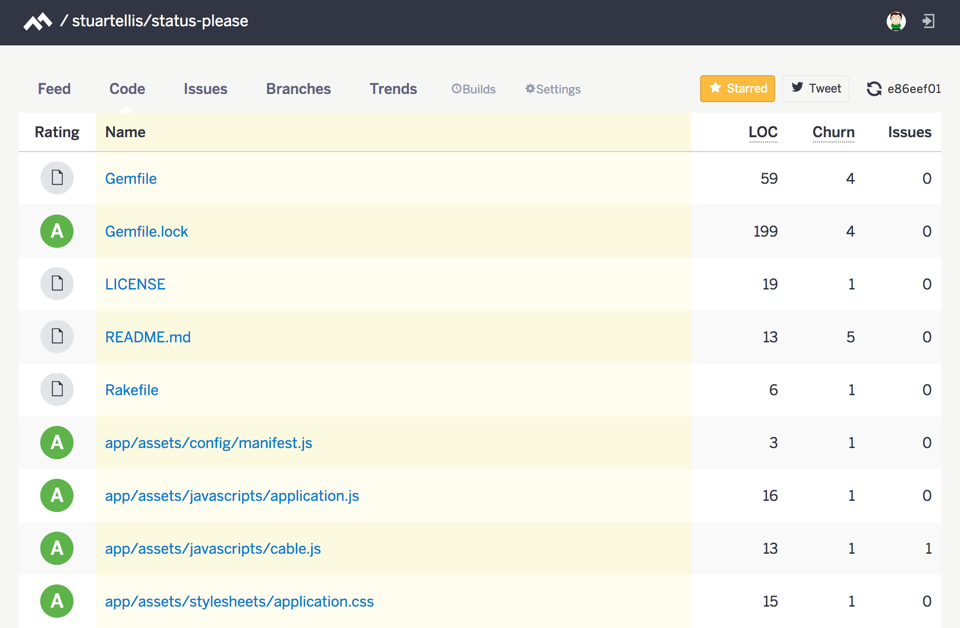 / stuartellis/status-please
Feed Code Issues Branches Trends Builds Settings Starred Tweet e86eef01
Rating Name LOC Churn Issues
Gemfile 59 4 0
A Gemfile.lock 199 4 0
LICENSE 19 1 0
README.md 13 5 0
Rakefile 6 1 0
A app/assets/config/manifest.js 3 1 0
A app/assets/javascripts/application.js 16 1 0
A app/assets/javascripts/cable.js 13 1 1
A app/assets/stylesheets/application.css 15 1 0